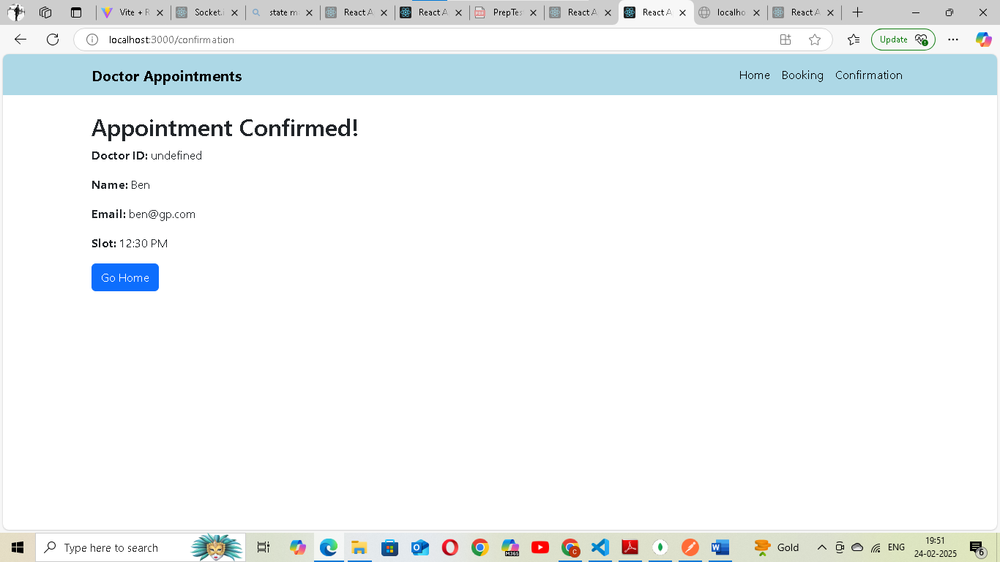 Vite + R
Socket.i
state ma
React A
React A
PrepTes
React A
React A
localho
React A
localhost:3000/confirmation
Update
Doctor Appointments
Home Booking Confirmation
Appointment Confirmed!
Doctor ID: undefined
Name: Ben
Email: ben@gp.com
Slot: 12:30 PM
Go Home
Type here to search
M365
C
Gold
ENG
19:51
24-02-2025
6